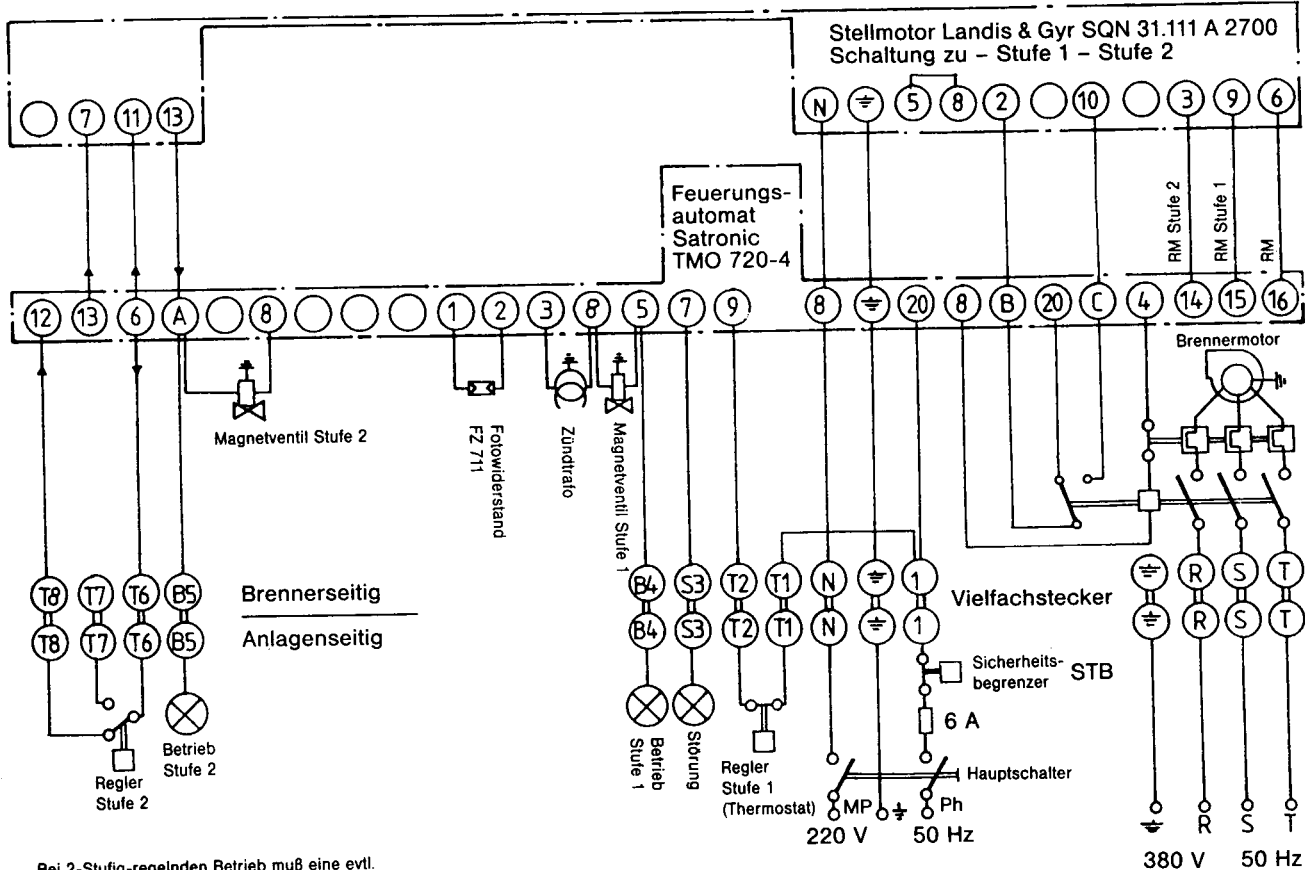 Stellmotor Landis & Gyr SQN 31.111 A 2700
Schaltung zu – Stufe 1 – Stufe 2
7 11 13
N 5 8 2 10 3 9 6
Feuerungs-
automat
Satronic
TMO 720-4
RM Stufe 2
RM Stufe 1
RM
12 13 6 A 8 1 2 3 8 5 7 9 8 20 8 B 20 C 4 14 15 16
Brennermotor
Magnetventil Stufe 2
Fotowiderstand
FZ 711
Zündtrafo
Magnetventil Stufe 1
T8 T7 T6 B5
Brennerseitig
B4 S3 T2 T1 N 1
Vielfachstecker
R S T
Anlagenseitig
T8 T7 T6 B5
B4 S3 T2 T1 N 1
R S T
Sicherheits-
begrenzer
STB
6 A
Betrieb
Stufe 2
Regler
Stufe 2
Betrieb
Stufe 1
Störung
Regler
Stufe 1
(Thermostat)
Hauptschalter
MP
Ph
220 V 50 Hz
R S T
380 V 50 Hz
Bei 2-Stufig-regelnden Betrieb muß eine evtl.